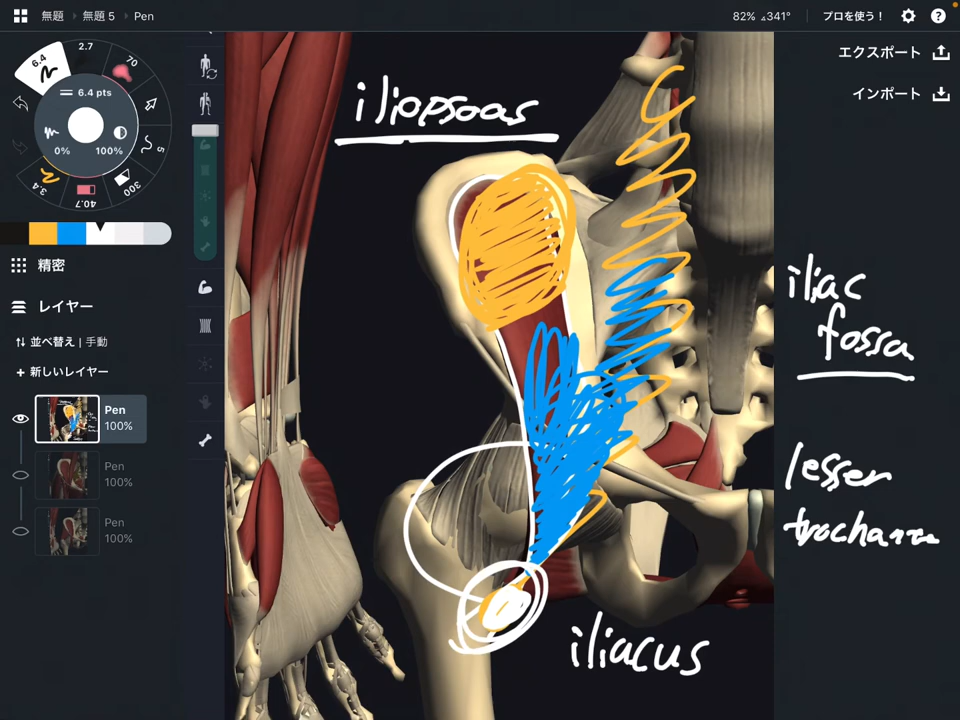 無題 無題 5 Pen
82% ⊿341° プロを使う!
エクスポート
インポート
2.7
6.4
70
6.4 pts
0% 100%
5
3.4
40.7
300
精密
レイヤー
並べ替え | 手動
+ 新しいレイヤー
Pen
100%
Pen
100%
Pen
100%
iliopsoas
iliac
fossa
lesser
iliacus